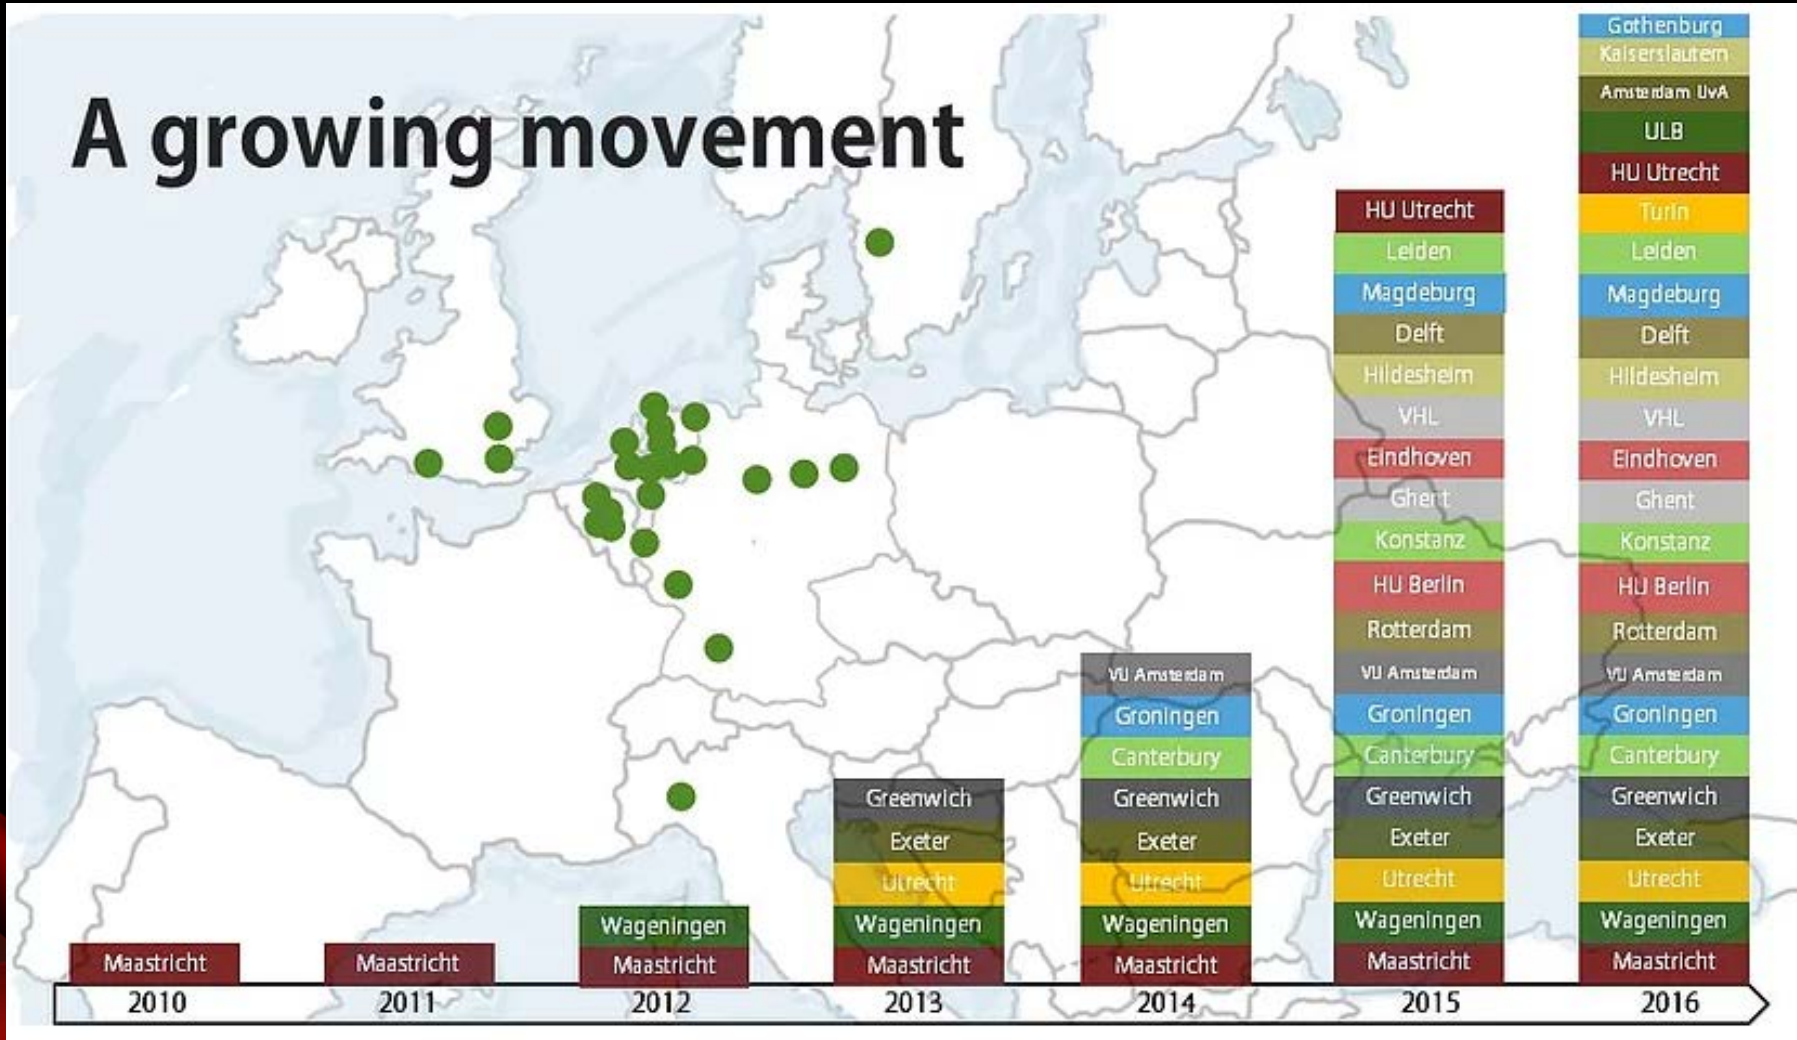 A growing movement
Maastricht
2010
Maastricht
2011
Wageningen
Maastricht
2012
Greenwich
Exeter
Utrecht
Wageningen
Maastricht
2013
VU Amsterdam
Groningen
Canterbury
Greenwich
Exeter
Utrecht
Wageningen
Maastricht
2014
HU Utrecht
Leiden
Magdeburg
Delft
Hildesheim
VHL
Eindhoven
Ghent
Konstanz
HU Berlin
Rotterdam
VU Amsterdam
Groningen
Canterbury
Greenwich
Exeter
Utrecht
Wageningen
Maastricht
2015
Gothenburg
Kaiserslautern
Amsterdam UvA
ULB
HU Utrecht
Turin
Leiden
Magdeburg
Delft
Hildesheim
VHL
Eindhoven
Ghent
Konstanz
HU Berlin
Rotterdam
VU Amsterdam
Groningen
Canterbury
Greenwich
Exeter
Utrecht
Wageningen
Maastricht
2016